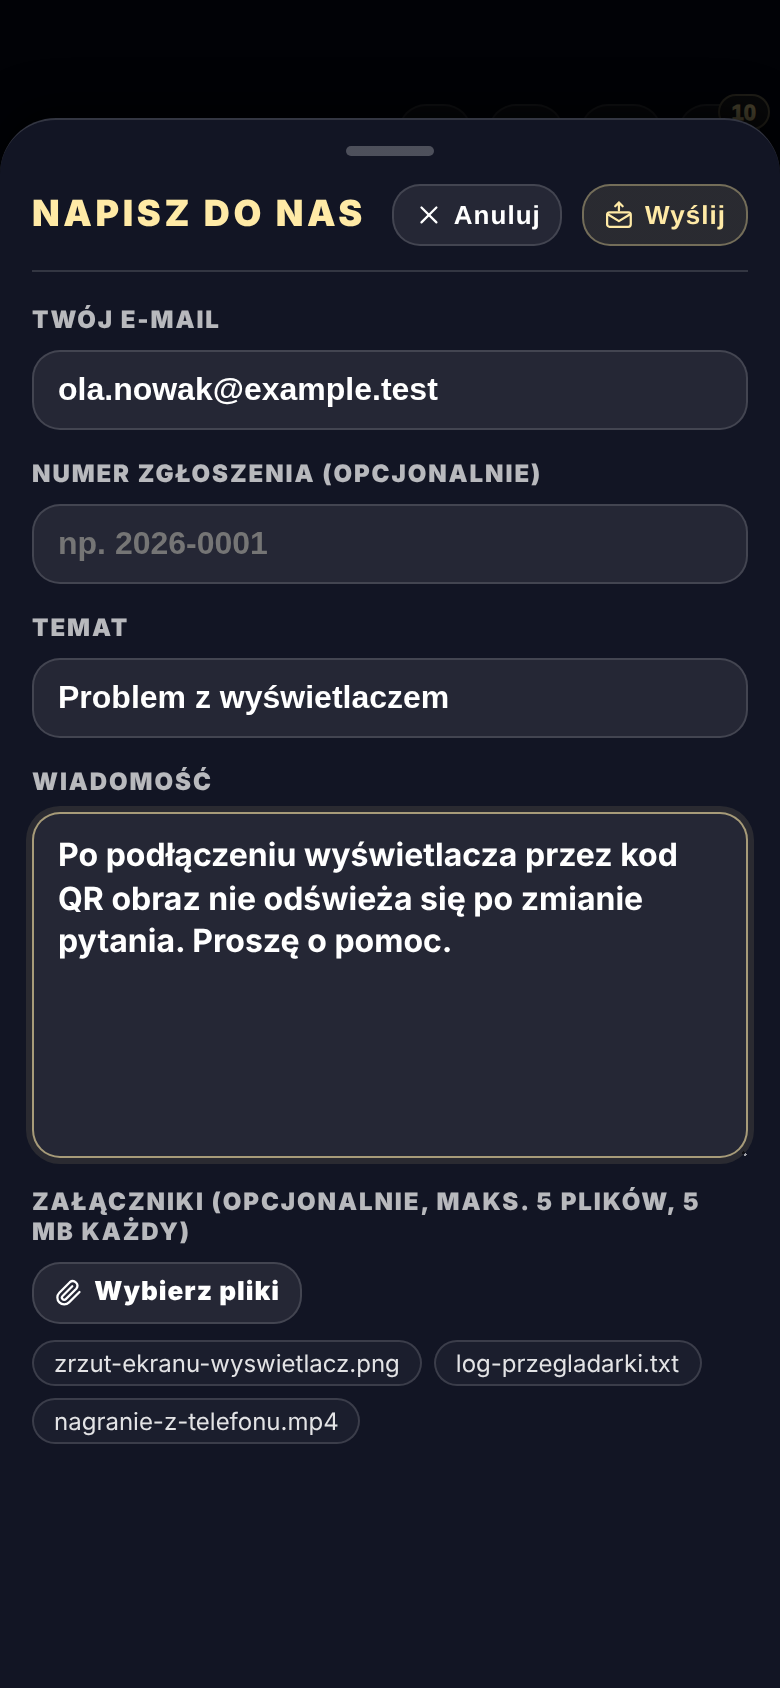 10
NAPISZ DO NAS
Anuluj
Wyślij
TWÓJ E-MAIL
ola.nowak@example.test
NUMER ZGŁOSZENIA (OPCJONALNIE)
np. 2026-0001
TEMAT
Problem z wyświetlaczem
WIADOMOŚĆ
Po podłączeniu wyświetlacza przez kod
QR obraz nie odświeża się po zmianie
pytania. Proszę o pomoc.
ZAŁĄCZNIKI (OPCJONALNIE, MAKS. 5 PLIKÓW, 5
MB KAŻDY)
Wybierz pliki
zrzut-ekranu-wyswietlacz.png
log-przegladarki.txt
nagranie-z-telefonu.mp4